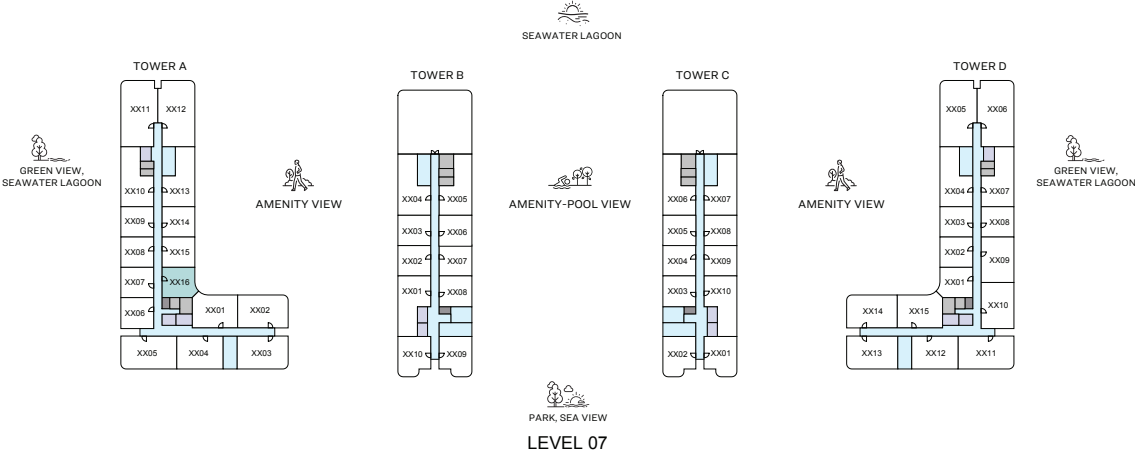 SEAWATER LAGOON
TOWER A
TOWER B
TOWER C
TOWER D
XX11
XX12
XX10
XX13
XX09
XX14
XX08
XX15
XX07
XX16
XX06
XX01
XX02
XX05
XX04
XX03
GREEN VIEW,
SEAWATER LAGOON
AMENITY VIEW
XX04
XX05
XX03
XX06
XX02
XX07
XX01
XX08
XX10
XX09
AMENITY-POOL VIEW
XX06
XX07
XX05
XX08
XX04
XX09
XX03
XX10
XX02
XX01
AMENITY VIEW
XX05
XX06
XX04
XX07
XX03
XX08
XX02
XX09
XX01
XX10
XX14
XX15
XX13
XX12
XX11
GREEN VIEW,
SEAWATER LAGOON
PARK, SEA VIEW
LEVEL 07